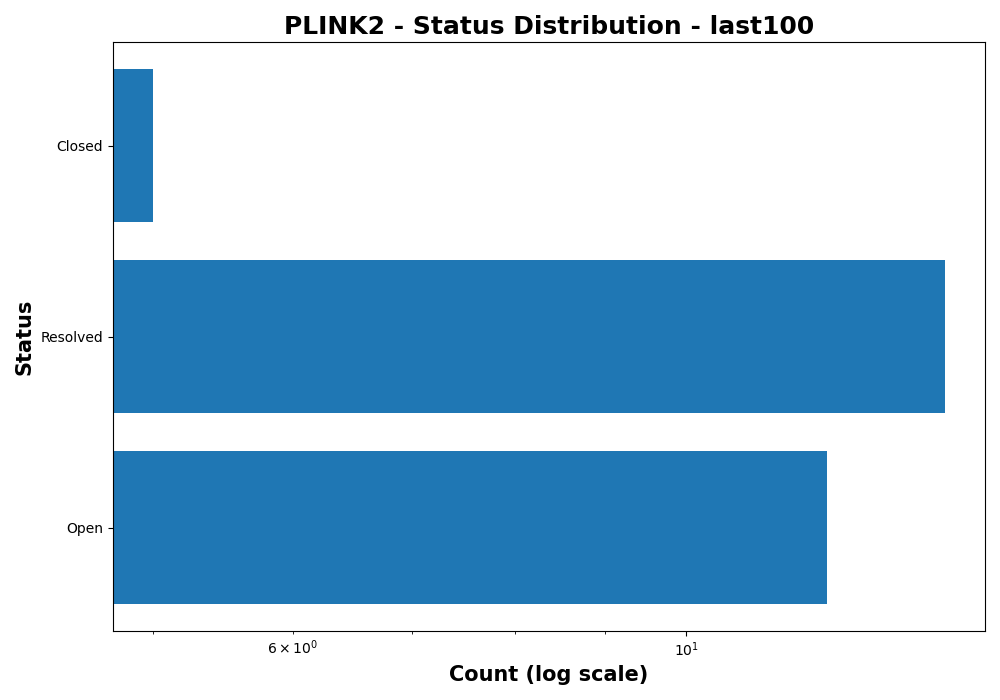 PLINK2 - Status Distribution - last100
Status
Closed
Resolved
Open
6 × 10⁰
10¹
Count (log scale)